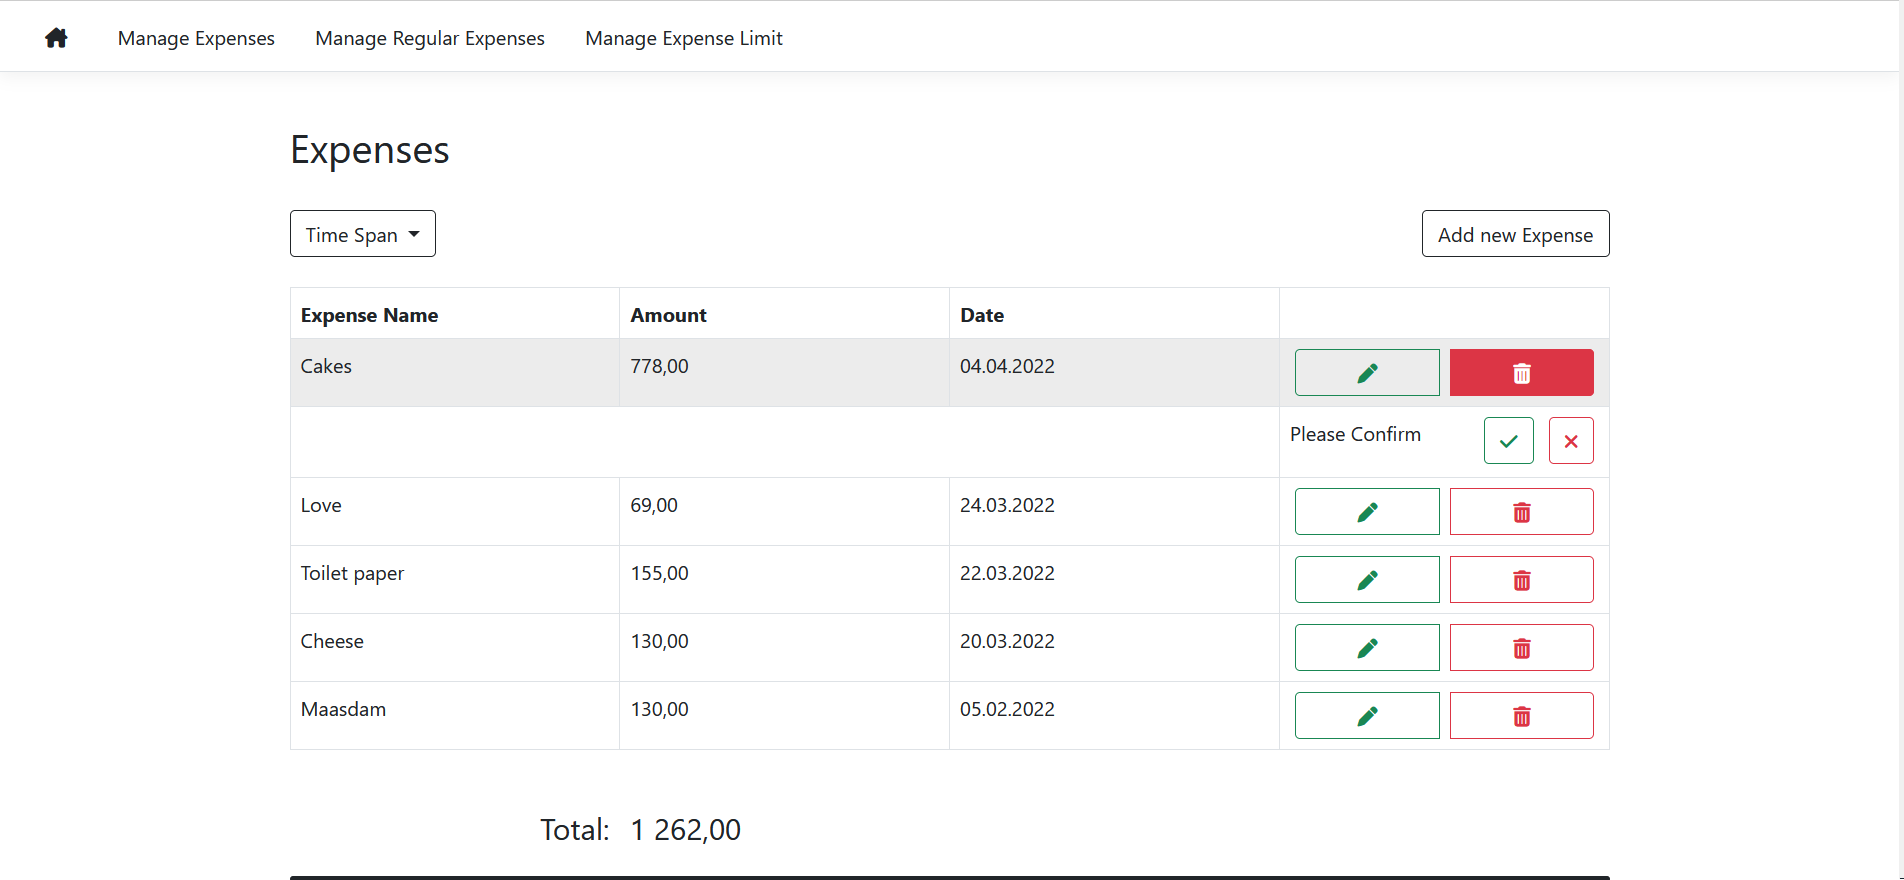 Manage Expenses Manage Regular Expenses Manage Expense Limit
Expenses
Time Span Add new Expense
Expense Name Amount Date
Cakes 778,00 04.04.2022
Please Confirm
Love 69,00 24.03.2022
Toilet paper 155,00 22.03.2022
Cheese 130,00 20.03.2022
Maasdam 130,00 05.02.2022
Total: 1 262,00